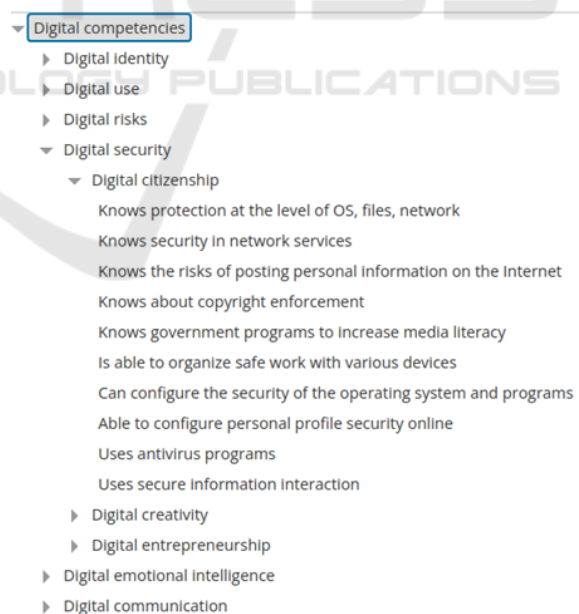 Digital competencies
Digital identity
Digital use
Digital risks
Digital security
Digital citizenship
Knows protection at the level of OS, files, network
Knows security in network services
Knows the risks of posting personal information on the Internet
Knows about copyright enforcement
Knows government programs to increase media literacy
Is able to organize safe work with various devices
Can configure the security of the operating system and programs
Able to configure personal profile security online
Uses antivirus programs
Uses secure information interaction
Digital creativity
Digital entrepreneurship
Digital emotional intelligence
Digital communication
PUBLICATIONS